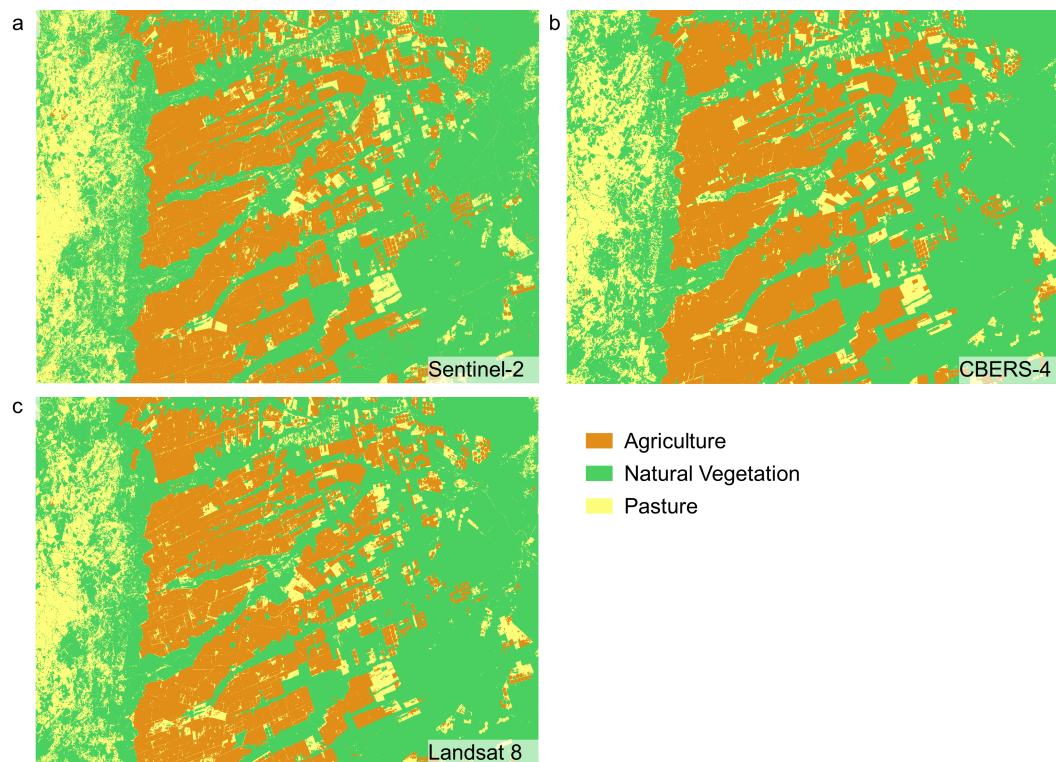 a
b
Sentinel-2
CBERS-4
c
Agriculture
Natural Vegetation
Pasture
Landsat 8